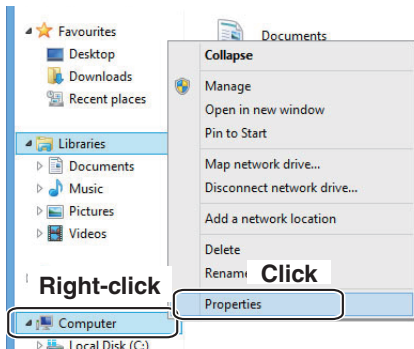 Favourites
Desktop
Downloads
Recent places
Libraries
Documents
Music
Pictures
Videos
Right-click
Computer
Local Disk (C:)
Documents
Collapse
Manage
Open in new window
Pin to Start
Map network drive...
Disconnect network drive...
Add a network location
Delete
Rename
Click
Properties